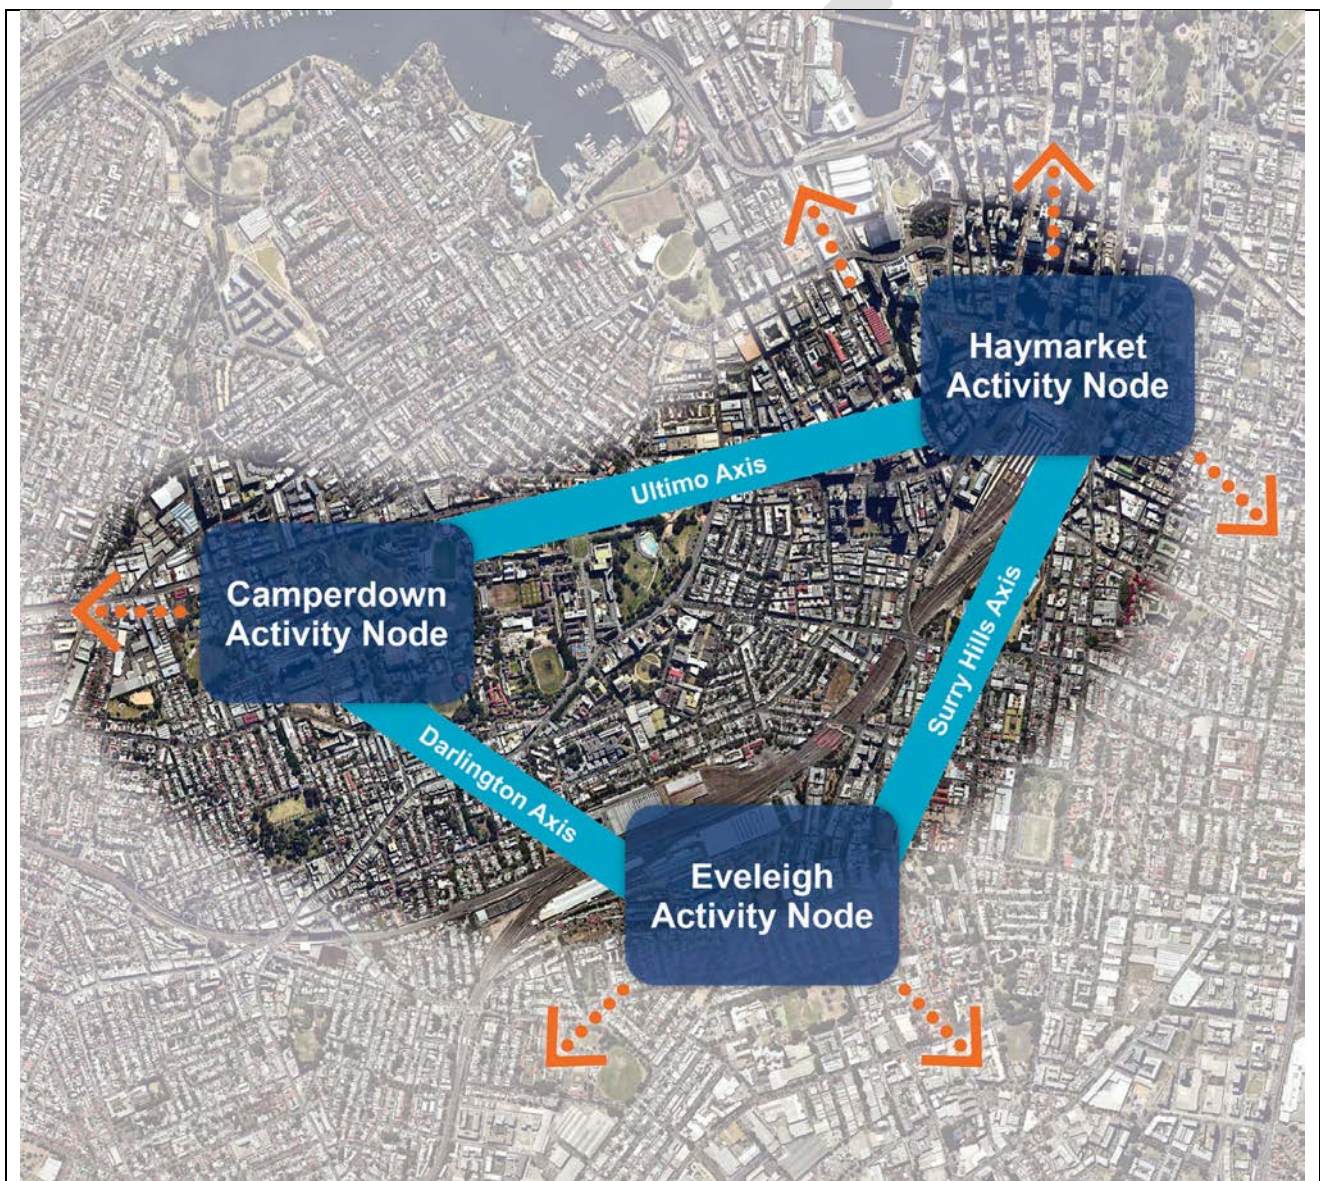 Haymarket
Activity Node
Ultimo Axis
Camperdown
Activity Node
Surry Hills Axis
Darlington Axis
Eveleigh
Activity Node